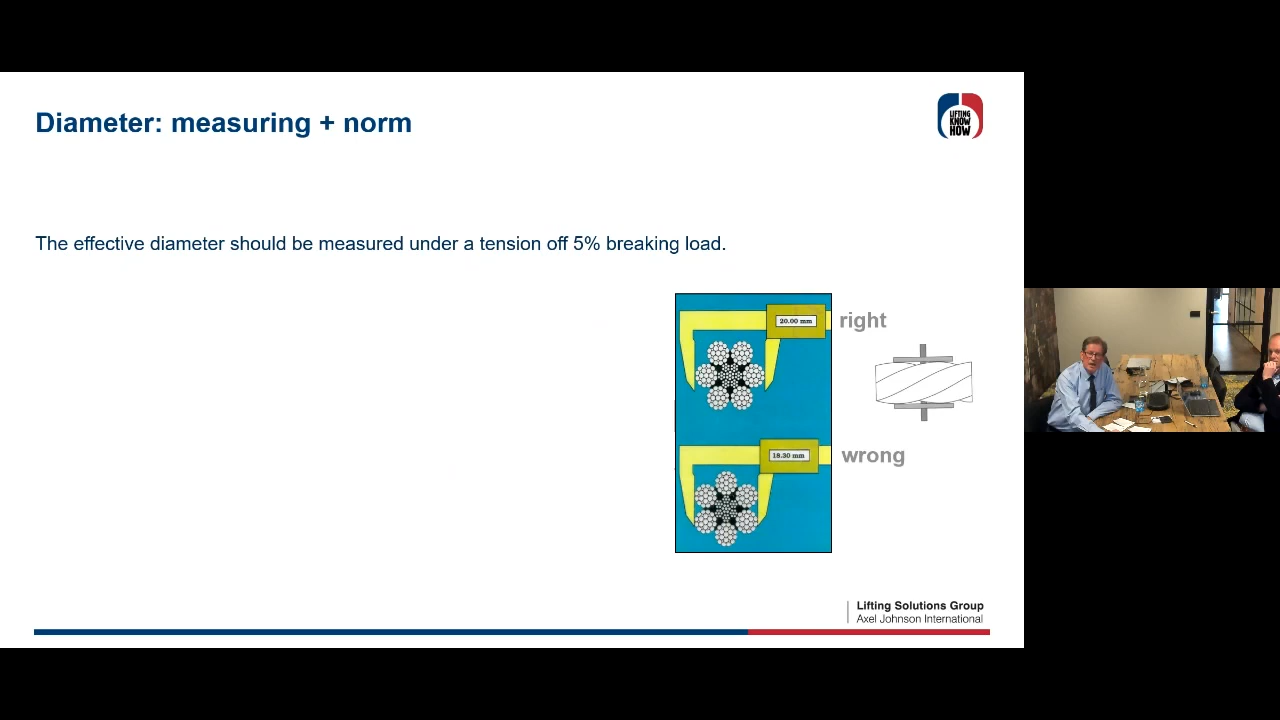 Diameter: measuring + norm
LIFTING
KNOW
HOW
The effective diameter should be measured under a tension off 5% breaking load.
20.00 mm
right
18.30 mm
wrong
Lifting Solutions Group
Axel Johnson International